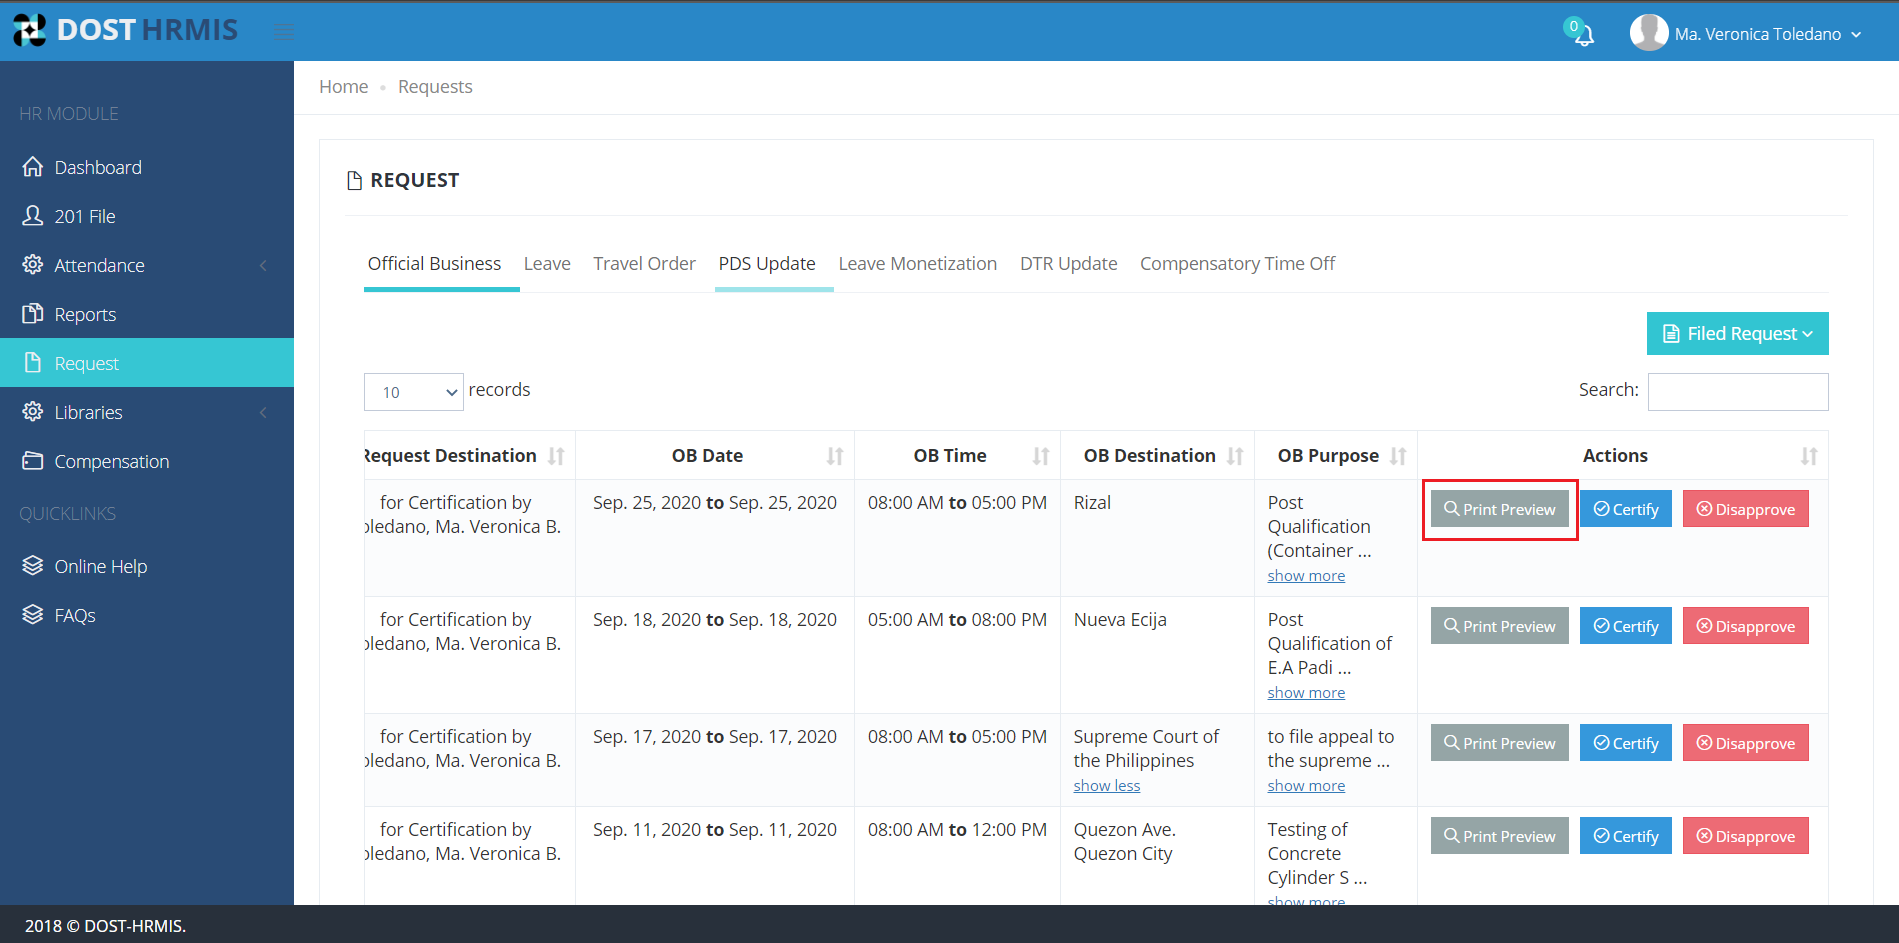 DOST HRMIS
0
Ma. Veronica Toledano
HR MODULE
Dashboard
201 File
Attendance
Reports
Request
Libraries
Compensation
QUICKLINKS
Online Help
FAQs
Home
Requests
REQUEST
Official Business
Leave
Travel Order
PDS Update
Leave Monetization
DTR Update
Compensatory Time Off
Filed Request
10
records
Search:
Request Destination
OB Date
OB Time
OB Destination
OB Purpose
Actions
for Certification by
oledano, Ma. Veronica B.
Sep. 25, 2020 to Sep. 25, 2020
08:00 AM to 05:00 PM
Rizal
Post
Qualification
(Container ...
show more
Print Preview
Certify
Disapprove
for Certification by
oledano, Ma. Veronica B.
Sep. 18, 2020 to Sep. 18, 2020
05:00 AM to 08:00 PM
Nueva Ecija
Post
Qualification of
E.A Padi ...
show more
Print Preview
Certify
Disapprove
for Certification by
oledano, Ma. Veronica B.
Sep. 17, 2020 to Sep. 17, 2020
08:00 AM to 05:00 PM
Supreme Court of
the Philippines
show less
to file appeal to
the supreme ...
show more
Print Preview
Certify
Disapprove
for Certification by
oledano, Ma. Veronica B.
Sep. 11, 2020 to Sep. 11, 2020
08:00 AM to 12:00 PM
Quezon Ave.
Quezon City
Testing of
Concrete
Cylinder S ...
show more
Print Preview
Certify
Disapprove
2018 © DOST-HRMIS.